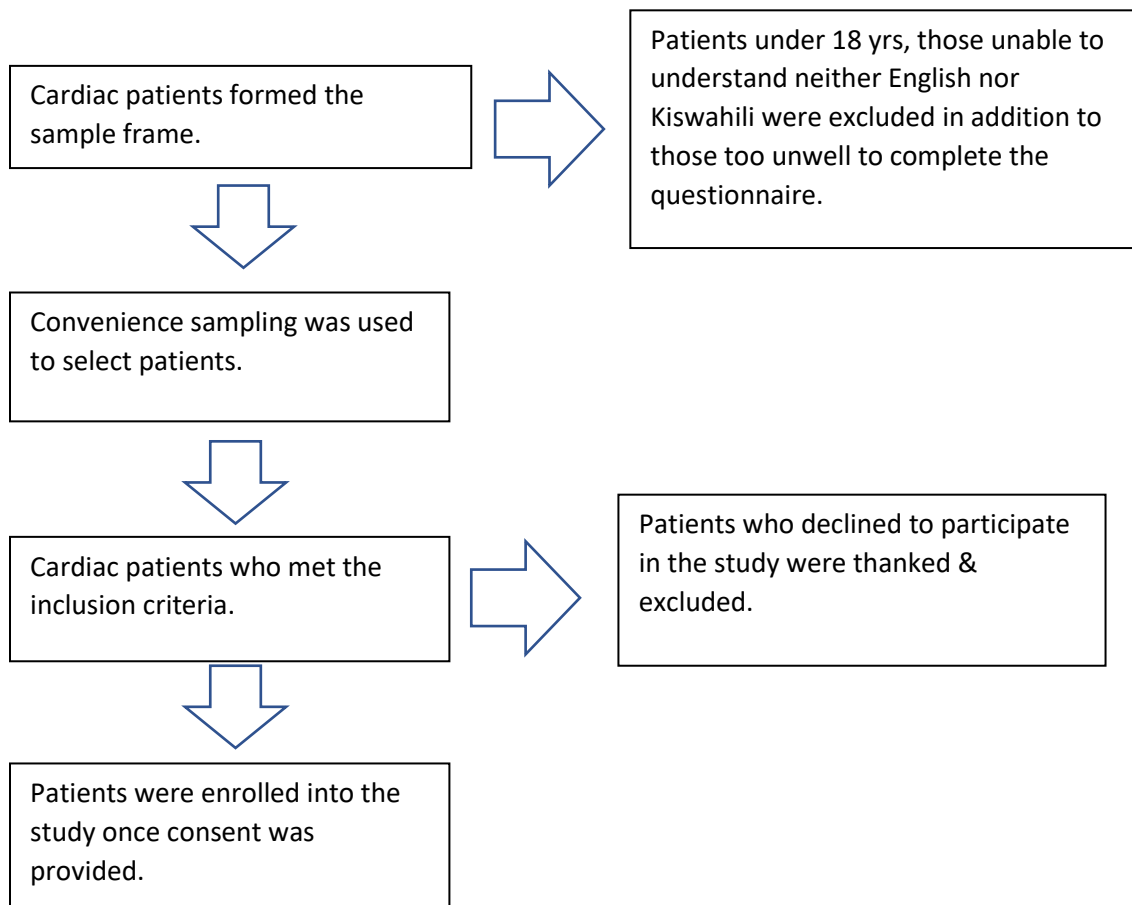 Cardiac patients formed the
sample frame.
Patients under 18 yrs, those unable to
understand neither English nor
Kiswahili were excluded in addition to
those too unwell to complete the
questionnaire.
Convenience sampling was used
to select patients.
Cardiac patients who met the
inclusion criteria.
Patients who declined to participate
in the study were thanked &
excluded.
Patients were enrolled into the
study once consent was
provided.